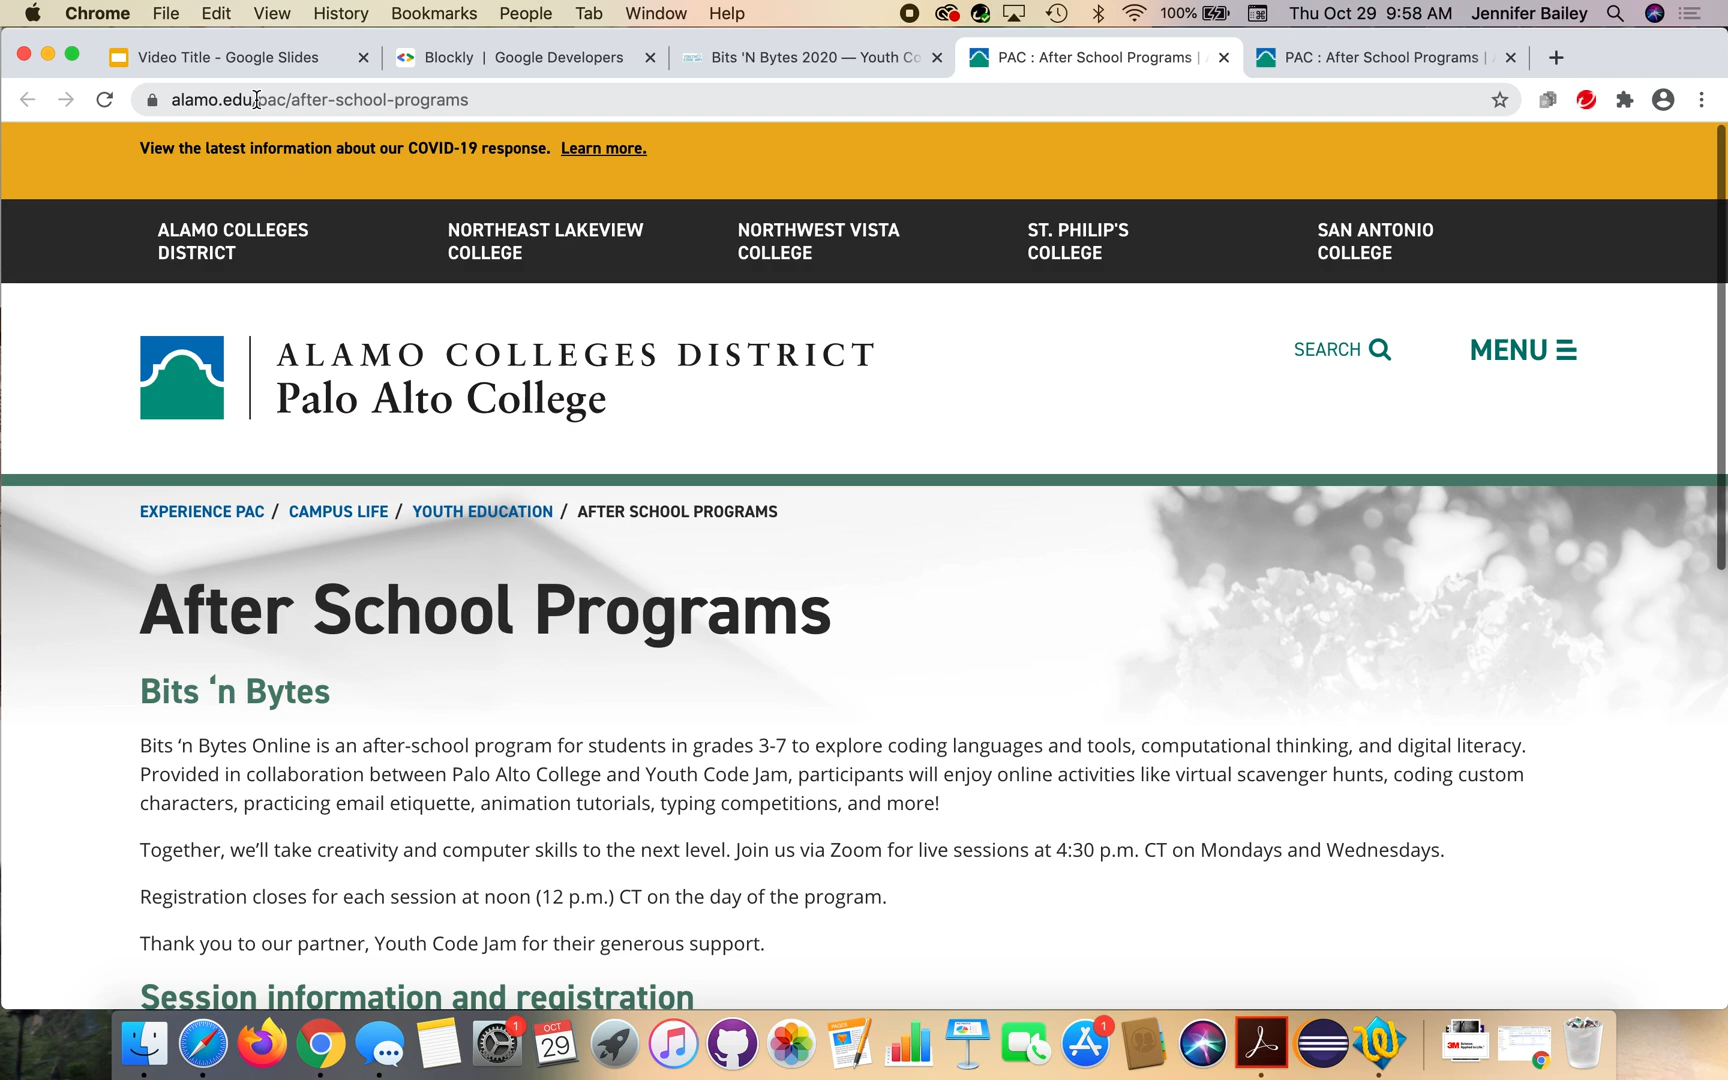 Chrome File Edit View History Bookmarks People Tab Window Help 100% Thu Oct 29 9:58 AM Jennifer Bailey
Video Title - Google Slides Blockly | Google Developers Bits 'N Bytes 2020 — Youth Co PAC : After School Programs | PAC : After School Programs |
alamo.edu/pac/after-school-programs
View the latest information about our COVID-19 response. Learn more.
ALAMO COLLEGES NORTHEAST LAKEVIEW NORTHWEST VISTA ST. PHILIP'S SAN ANTONIO
DISTRICT COLLEGE COLLEGE COLLEGE COLLEGE
ALAMO COLLEGES DISTRICT
Palo Alto College
SEARCH MENU
EXPERIENCE PAC / CAMPUS LIFE / YOUTH EDUCATION / AFTER SCHOOL PROGRAMS
After School Programs
Bits ‘n Bytes
Bits ‘n Bytes Online is an after-school program for students in grades 3-7 to explore coding languages and tools, computational thinking, and digital literacy.
Provided in collaboration between Palo Alto College and Youth Code Jam, participants will enjoy online activities like virtual scavenger hunts, coding custom
characters, practicing email etiquette, animation tutorials, typing competitions, and more!
Together, we’ll take creativity and computer skills to the next level. Join us via Zoom for live sessions at 4:30 p.m. CT on Mondays and Wednesdays.
Registration closes for each session at noon (12 p.m.) CT on the day of the program.
Thank you to our partner, Youth Code Jam for their generous support.
Session information and registration
1 OCT 29 PAGES 1 3M